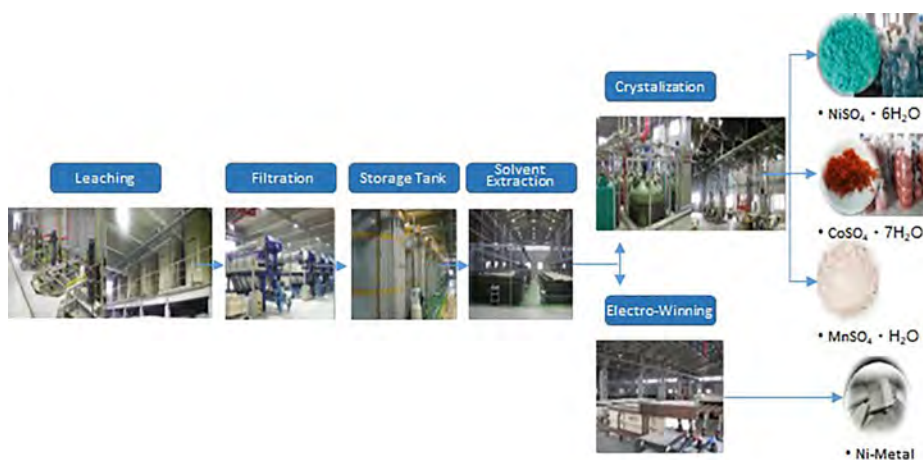 Crystalization
• NiSO₄・6H₂O
Leaching
Filtration
Storage Tank
Solvent
Extraction
• CoSO₄・7H₂O
Electro-Winning
• MnSO₄・H₂O
• Ni-Metal